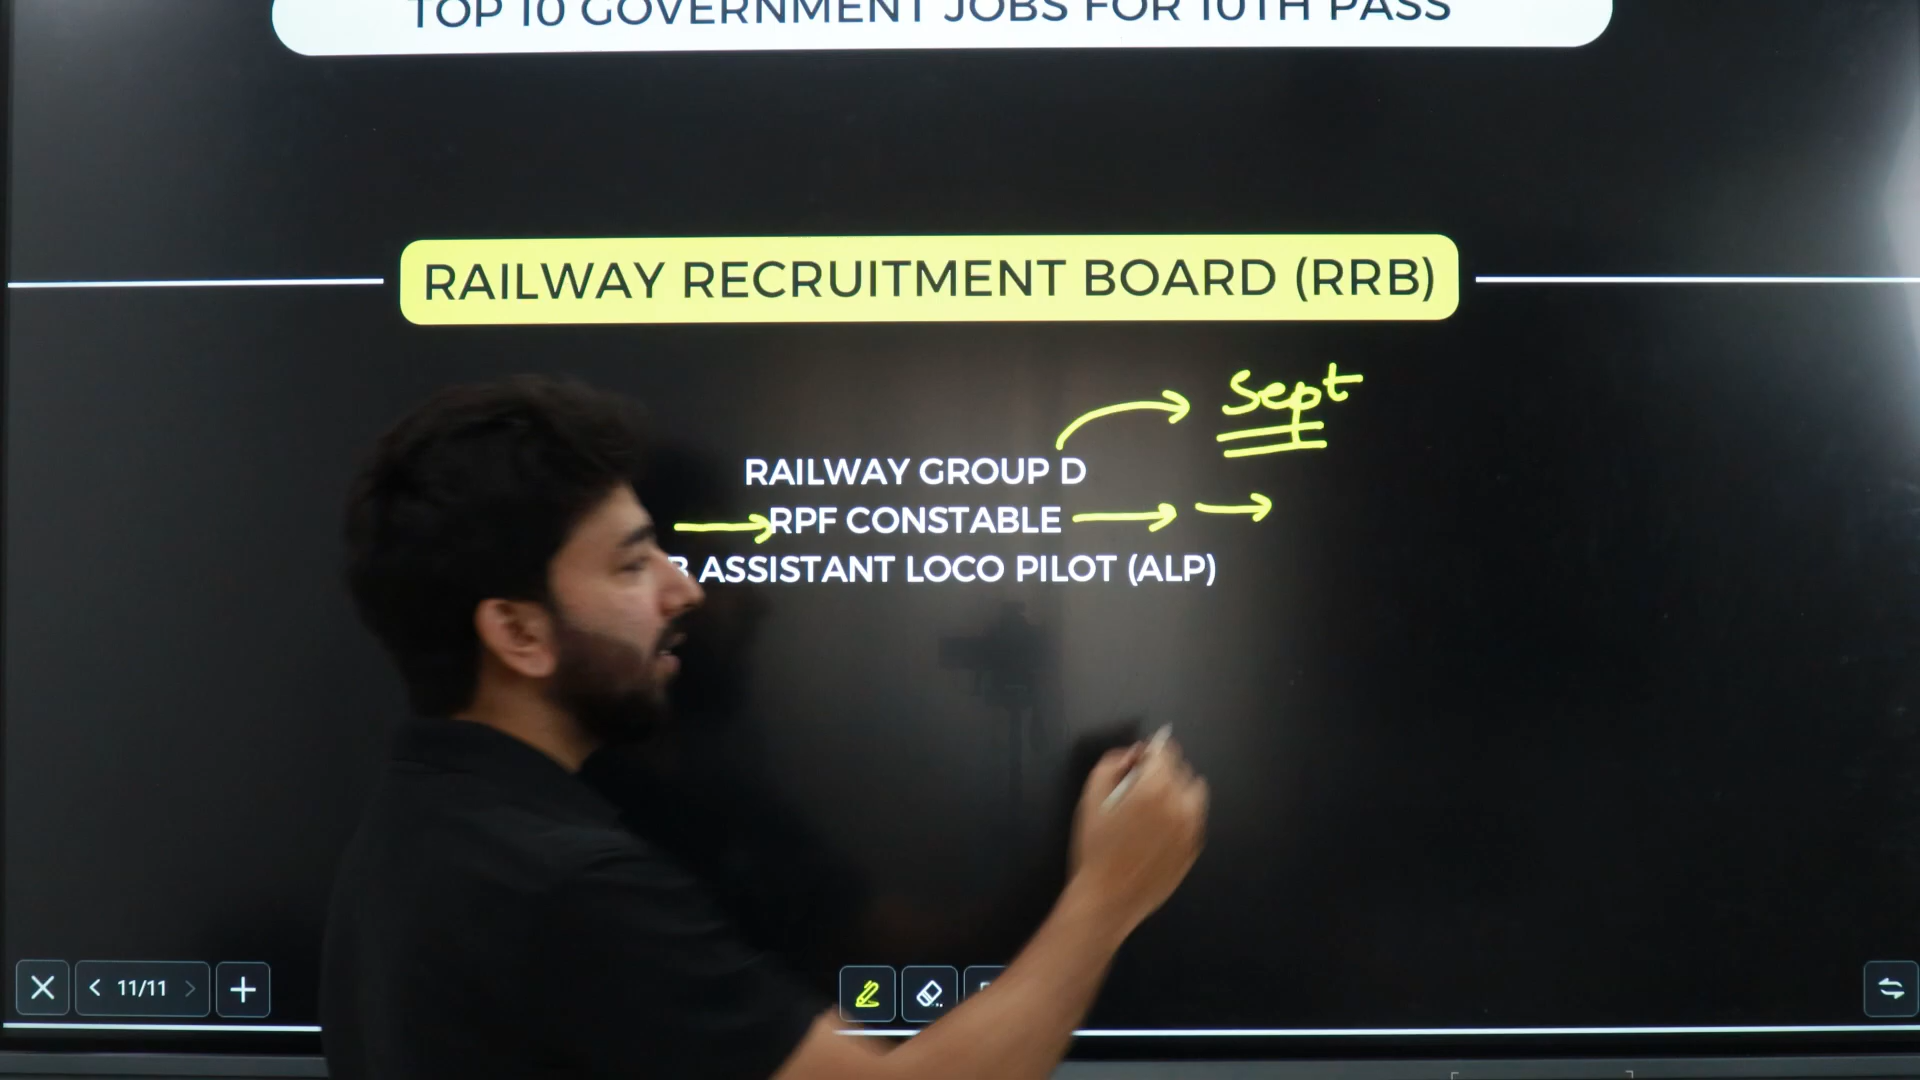 TOP 10 GOVERNMENT JOBS FOR 10TH PASS
RAILWAY RECRUITMENT BOARD (RRB)
Sept
RAILWAY GROUP D
RPF CONSTABLE
ASSISTANT LOCO PILOT (ALP)
11/11